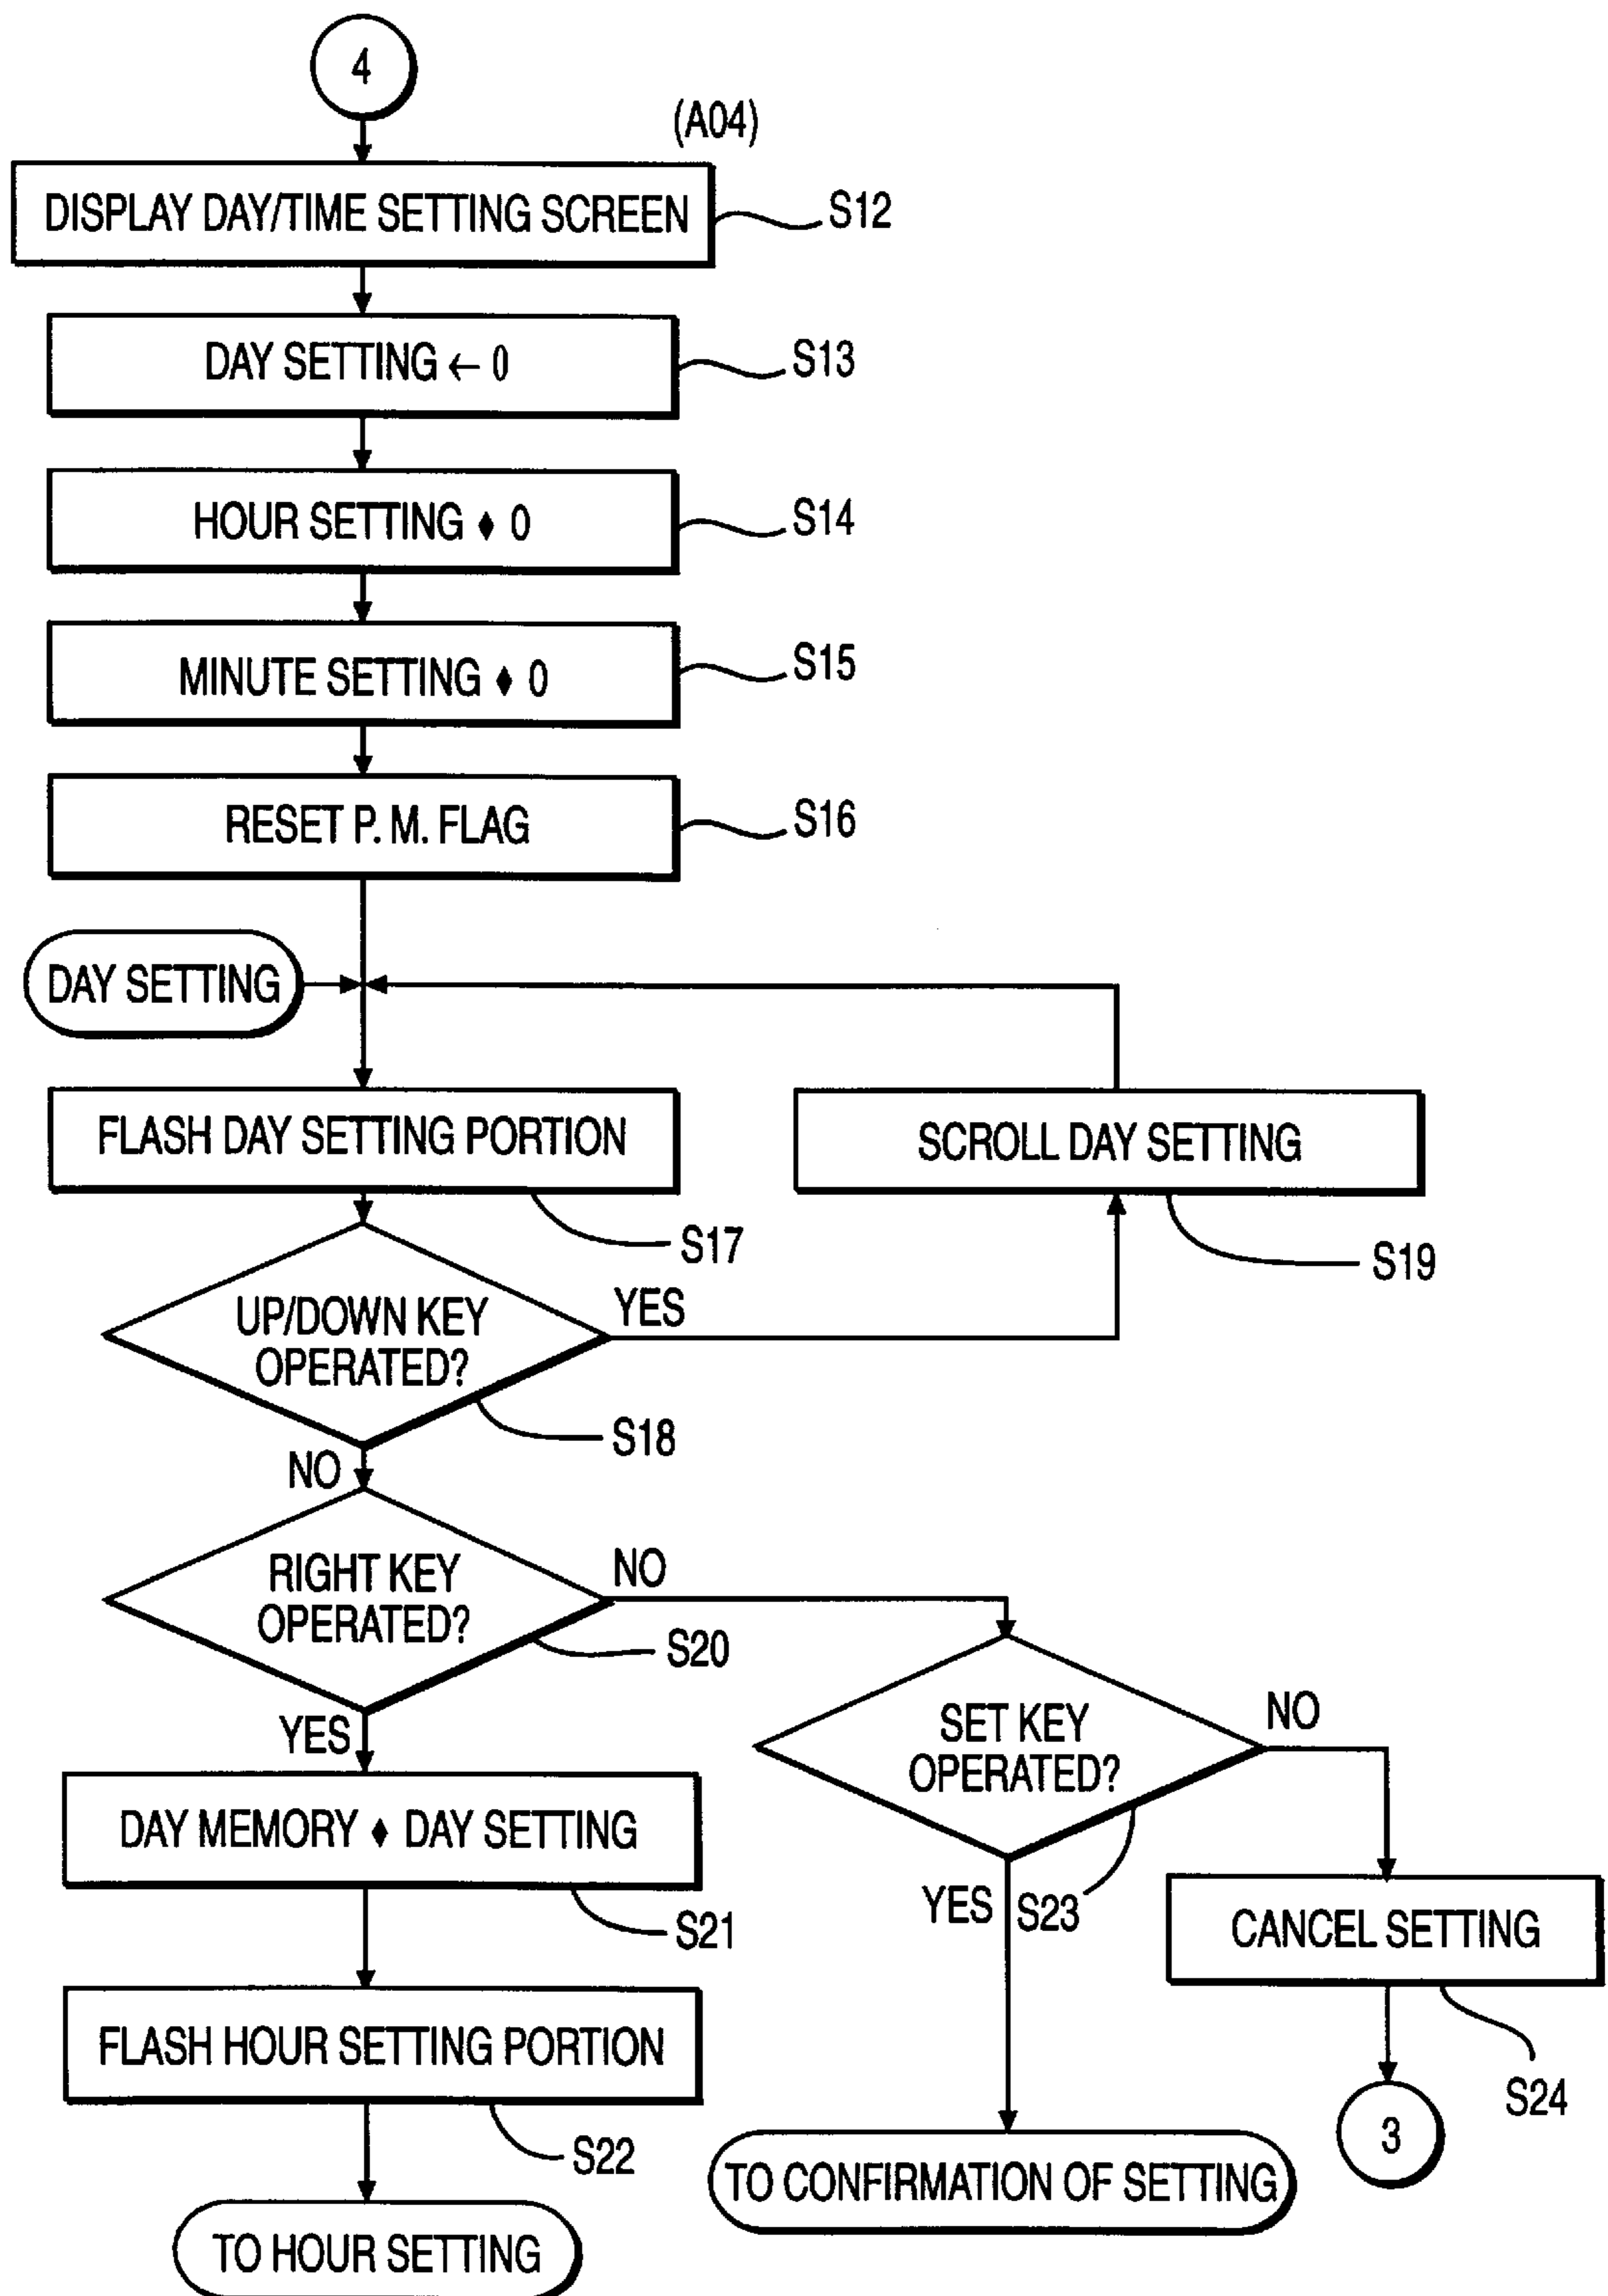 4
(A04)
DISPLAY DAY/TIME SETTING SCREEN
S12
DAY SETTING ← 0
S13
HOUR SETTING ♦ 0
S14
MINUTE SETTING ♦ 0
S15
RESET P. M. FLAG
S16
DAY SETTING
FLASH DAY SETTING PORTION
S17
SCROLL DAY SETTING
S19
UP/DOWN KEY
OPERATED?
YES
S18
NO
RIGHT KEY
OPERATED?
NO
S20
YES
SET KEY
OPERATED?
NO
YES
S23
DAY MEMORY ♦ DAY SETTING
S21
CANCEL SETTING
S24
FLASH HOUR SETTING PORTION
S22
3
TO CONFIRMATION OF SETTING
TO HOUR SETTING